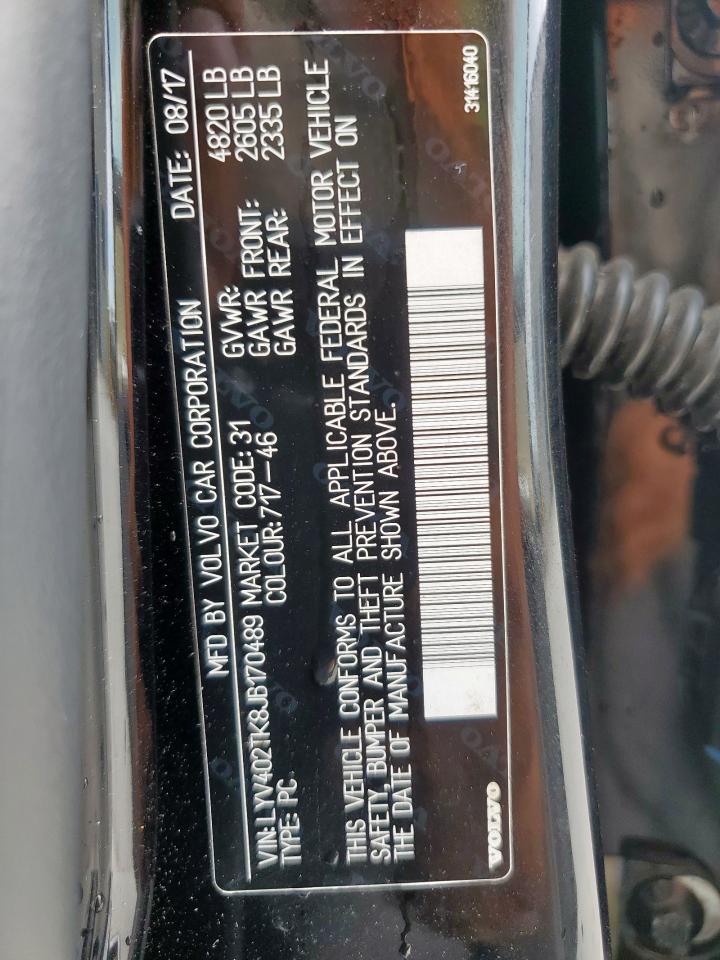 MFD BY VOLVO CAR CORPORATION DATE: 08/17
VIN: LYV402TK8JB170489 MARKET CODE: 31 GVWR: 4820 LB
TYPE: PC COLOUR: 717-46 GAWR FRONT: 2605 LB
GAWR REAR: 2335 LB
THIS VEHICLE CONFORMS TO ALL APPLICABLE FEDERAL MOTOR VEHICLE
SAFETY, BUMPER AND THEFT PREVENTION STANDARDS IN EFFECT ON
THE DATE OF MANUFACTURE SHOWN ABOVE.
VOLVO 31416040